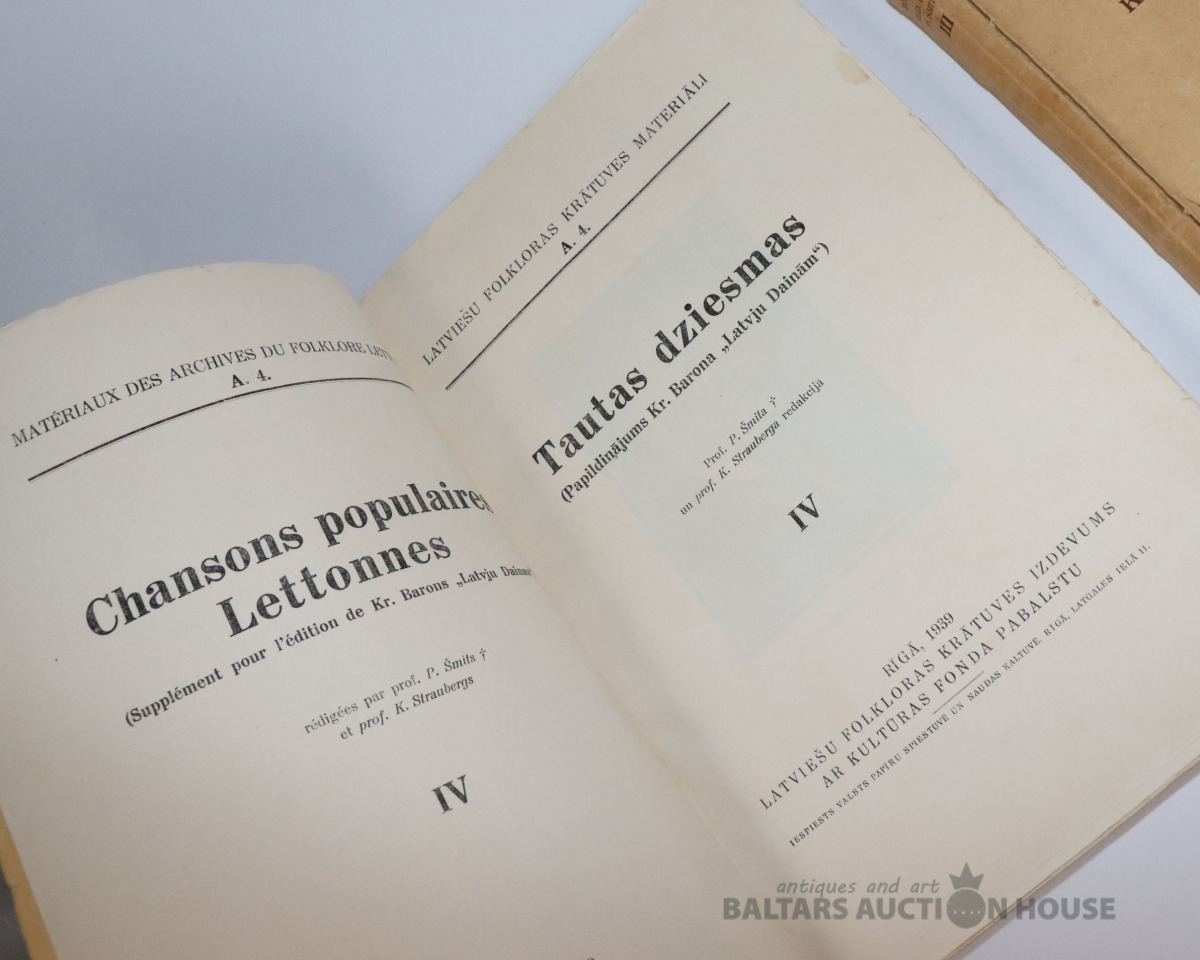 MATÉRIAUX DES ARCHIVES DU FOLKLORE
A. 4.
Chansons populaires
Lettonnes
(Supplément pour l'édition de Kr. Barons „Latvju Dainas“
rédigées par prof. P. Šmits †
et prof. K. Straubergs
IV
LATVIEŠU FOLKLORAS KRĀTUVES MATERIĀLI
A. 4.
Tautas dziesmas
(Papildinājums Kr. Barona „Latvju Dainām“)
Prof. P. Šmita †
un prof. K. Strauberga redakcijā
IV
RĪGĀ, 1939
LATVIEŠU FOLKLORAS KRĀTUVES IZDEVUMS
AR KULTŪRAS FONDA PABALSTU
IESPIESTS VALSTS PAPĪRU SPIESTUVĒ UN NAUDAS KALTUVĒ. RĪGĀ, LATGALES IELĀ 11.
III
antiques and art
BALTARS AUCTION HOUSE